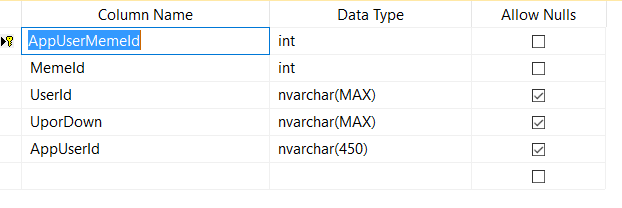 Column Name Data Type Allow Nulls
AppUserMemeId int
MemeId int
UserId nvarchar(MAX)
UporDown nvarchar(MAX)
AppUserId nvarchar(450)